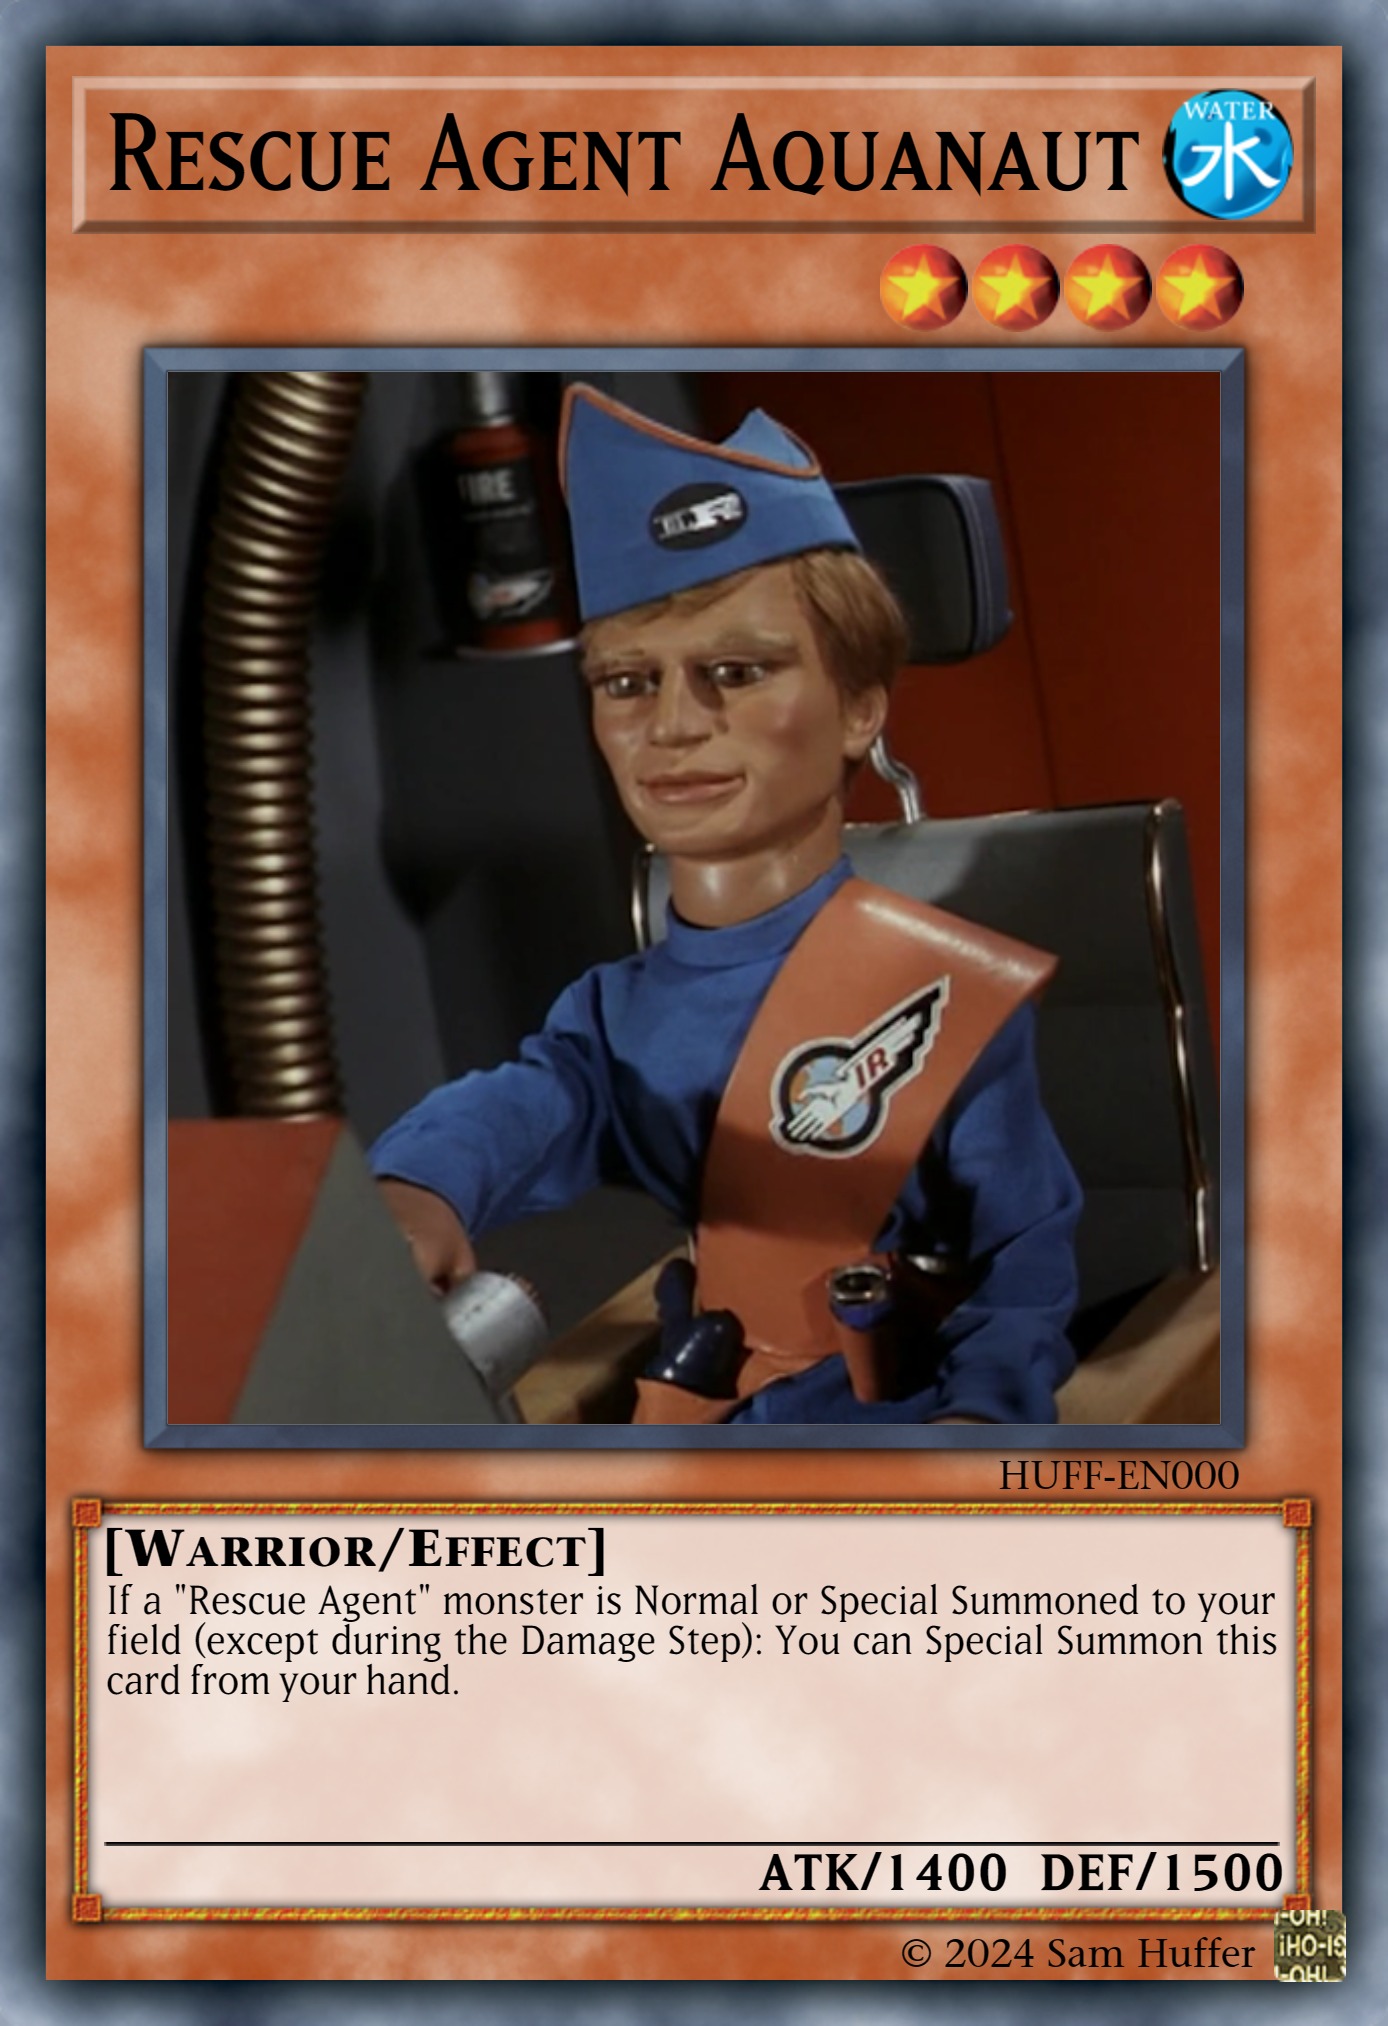 Rescue Agent Aquanaut
WATER
水
FIRE
IR
HUFF-EN000
[Warrior/Effect]
If a "Rescue Agent" monster is Normal or Special Summoned to your
field (except during the Damage Step): You can Special Summon this
card from your hand.
ATK/1400 DEF/1500
© 2024 Sam Huffer